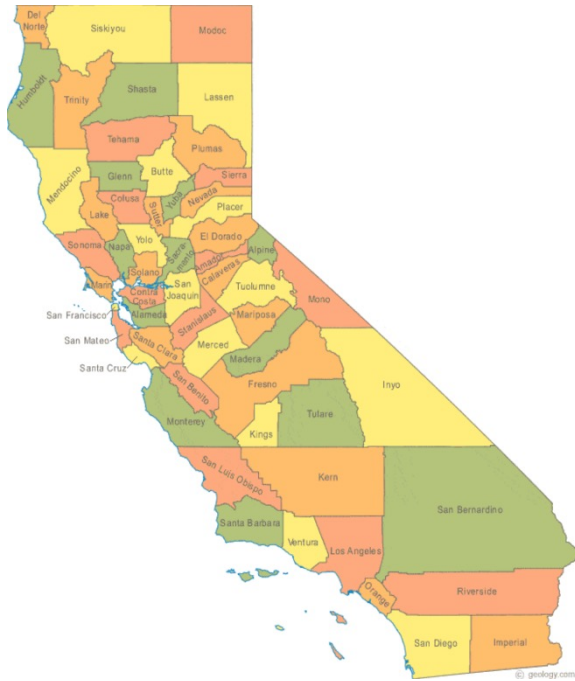 Del
Norte
Siskiyou
Modoc
Humboldt
Trinity
Shasta
Lassen
Tehama
Plumas
Mendocino
Glenn
Butte
Sierra
Colusa
Yuba
Nevada
Lake
Sutter
Placer
Sonoma
Napa
Yolo
Sacra-
mento
El Dorado
Alpine
Solano
Amador
Calaveras
Marin
Contra
Costa
San
Joaquin
Tuolumne
Mono
San Francisco
Alameda
Stanislaus
Mariposa
San Mateo
Santa Clara
Merced
Madera
Santa Cruz
San Benito
Fresno
Inyo
Monterey
Kings
Tulare
San Luis Obispo
Kern
San Bernardino
Santa Barbara
Ventura
Los Angeles
Orange
Riverside
San Diego
Imperial
© geology.com